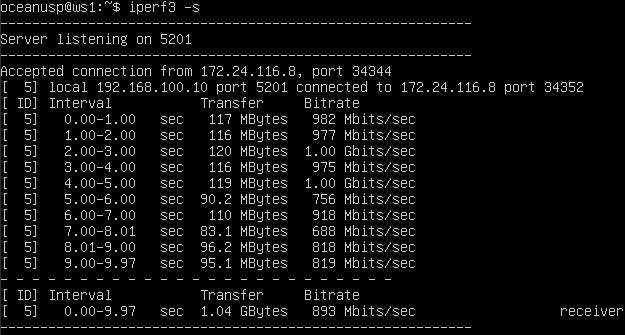 oceanusp@ws1:~$ iperf3 -s
-----------------------------------------------------------
Server listening on 5201
-----------------------------------------------------------
Accepted connection from 172.24.116.8, port 34344
[  5] local 192.168.100.10 port 5201 connected to 172.24.116.8 port 34352
[ ID] Interval           Transfer     Bitrate
[  5]   0.00-1.00   sec   117 MBytes   982 Mbits/sec
[  5]   1.00-2.00   sec   116 MBytes   977 Mbits/sec
[  5]   2.00-3.00   sec   120 MBytes  1.00 Gbits/sec
[  5]   3.00-4.00   sec   116 MBytes   975 Mbits/sec
[  5]   4.00-5.00   sec   119 MBytes  1.00 Gbits/sec
[  5]   5.00-6.00   sec  90.2 MBytes   756 Mbits/sec
[  5]   6.00-7.00   sec   110 MBytes   918 Mbits/sec
[  5]   7.00-8.01   sec  83.1 MBytes   688 Mbits/sec
[  5]   8.01-9.00   sec  96.2 MBytes   818 Mbits/sec
[  5]   9.00-9.97   sec  95.1 MBytes   819 Mbits/sec
- - - - - - - - - - - - - - - - - - - - - - - - -
[ ID] Interval           Transfer     Bitrate
[  5]   0.00-9.97   sec  1.04 GBytes   893 Mbits/sec                  receiver
-----------------------------------------------------------